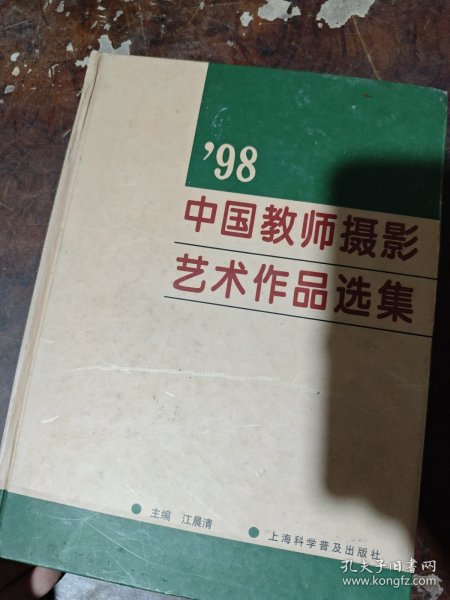 '98
中国教师摄影
艺术作品选集
主编 江晨清
上海科学普及出版社
孔夫子旧书网
www.kongfz.com